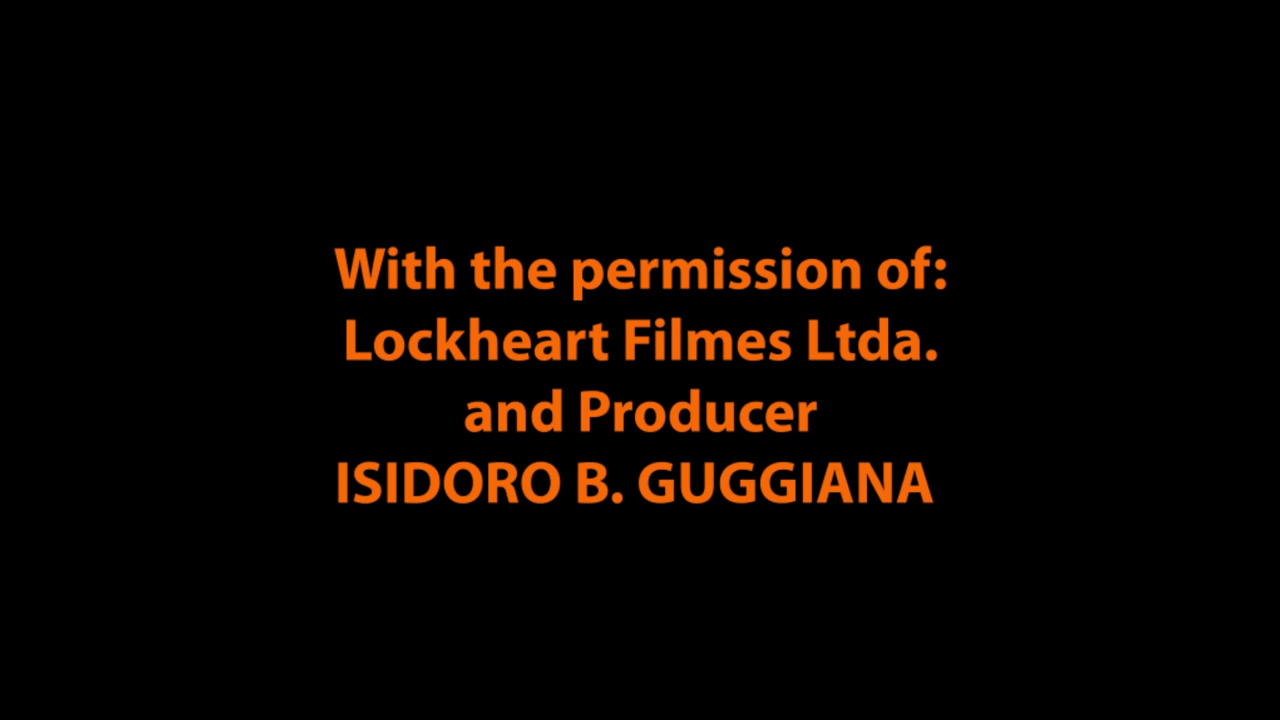 With the permission of:
Lockheart Filmes Ltda.
and Producer
ISIDORO B. GUGGIANA